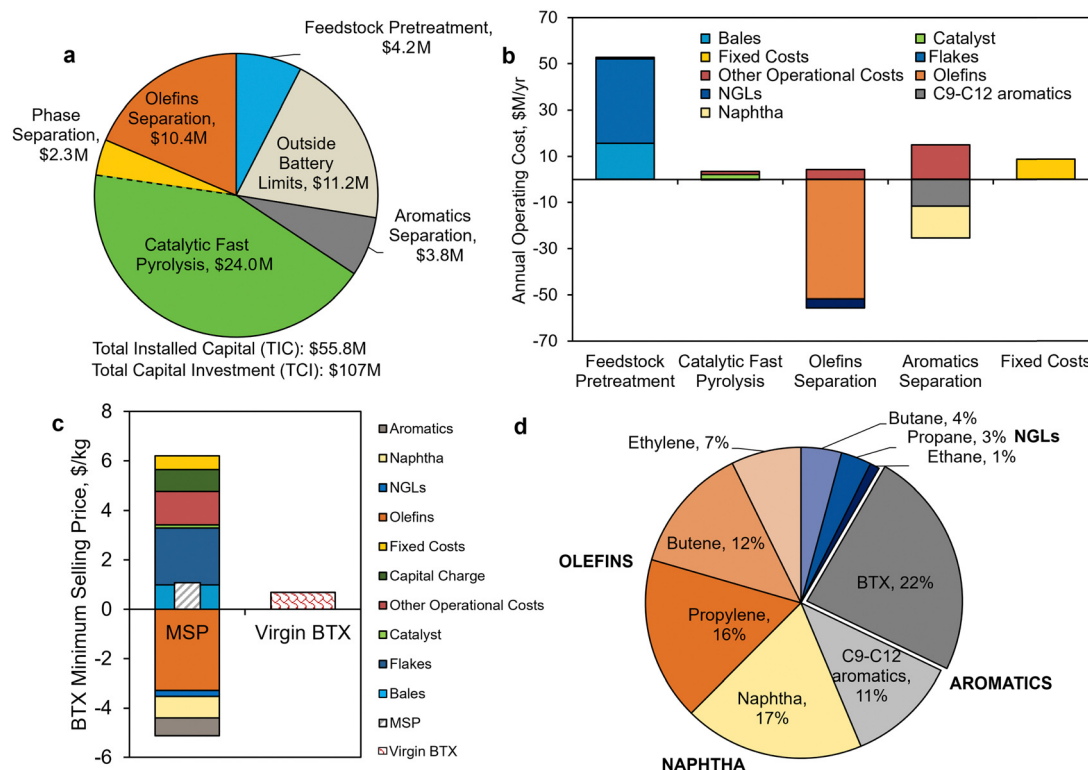 a
Feedstock Pretreatment,
$4.2M
Olefins
Separation,
$10.4M
Phase
Separation,
$2.3M
Outside
Battery
Limits, $11.2M
Aromatics
Separation,
$3.8M
Catalytic Fast
Pyrolysis, $24.0M
Total Installed Capital (TIC): $55.8M
Total Capital Investment (TCI): $107M
b
Annual Operating Cost, $M/yr
70
50
30
10
-10
-30
-50
-70
Bales
Catalyst
Fixed Costs
Flakes
Other Operational Costs
Olefins
NGLs
C9-C12 aromatics
Naphtha
Feedstock
Pretreatment
Catalytic Fast
Pyrolysis
Olefins
Separation
Aromatics
Separation
Fixed Costs
c
BTX Minimum Selling Price, $/kg
8
6
4
2
0
-2
-4
-6
MSP
Virgin BTX
Aromatics
Naphtha
NGLs
Olefins
Fixed Costs
Capital Charge
Other Operational Costs
Catalyst
Flakes
Bales
MSP
Virgin BTX
d
Butane, 4%
Propane, 3% NGLs
Ethane, 1%
Ethylene, 7%
Butene, 12%
OLEFINS
BTX, 22%
Propylene,
16%
C9-C12
aromatics,
11%
AROMATICS
Naphtha,
17%
NAPHTHA